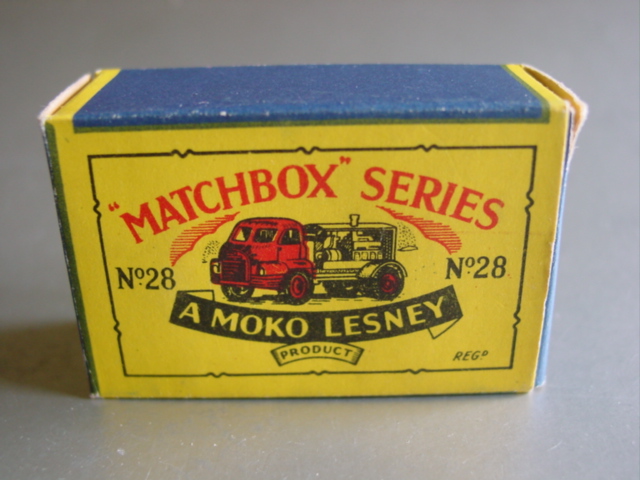 "MATCHBOX" SERIES
Nº28
Nº28
A MOKO LESNEY
PRODUCT
REGᴰ